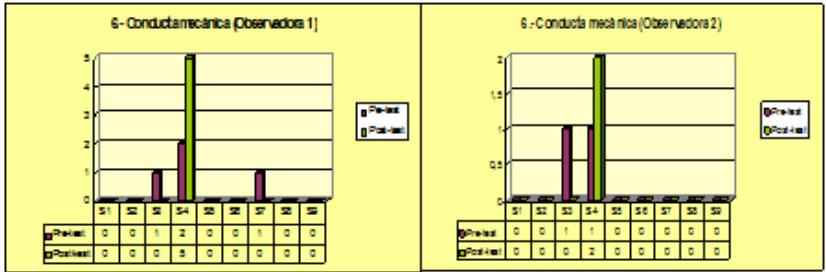 6.- Conducta mecánica (Observadora 1)
5
4
3
2
1
0
S1 S2 S3 S4 S5 S6 S7 S8 S9
Pre-test 0 0 1 2 0 0 1 0 0
Post-test 0 0 0 5 0 0 0 0 0
Pre-test
Post-test
6.- Conducta mecánica (Observadora 2)
2
1,5
1
0,5
0
S1 S2 S3 S4 S5 S6 S7 S8 S9
Pre-test 0 0 1 1 0 0 0 0 0
Post-test 0 0 0 2 0 0 0 0 0
Pre-test
Post-test